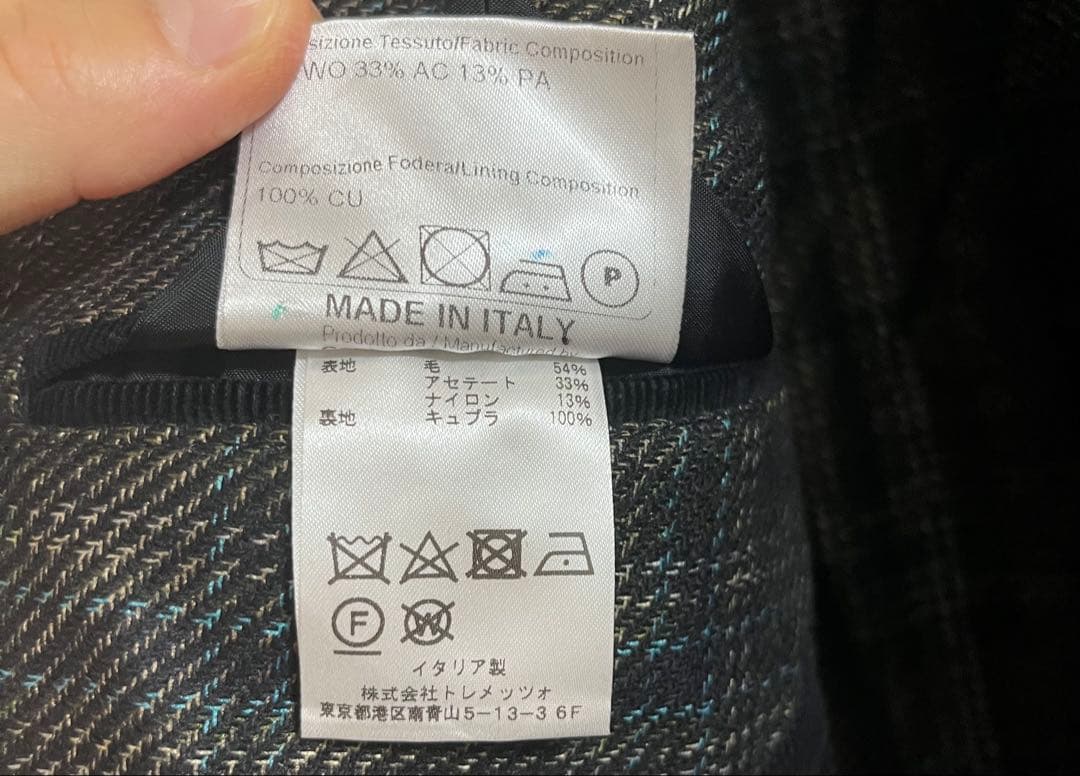 sizione Tessuto/Fabric Composition
WO 33% AC 13% PA
Composizione Fodera/Lining Composition
100% CU
P
MADE IN ITALY
Prodotto da / Manufactured by
表地 毛 54%
アセテート 33%
ナイロン 13%
裏地 キュプラ 100%
F W
イタリア製
株式会社トレメッツオ
東京都港区南青山5-13-3 6F